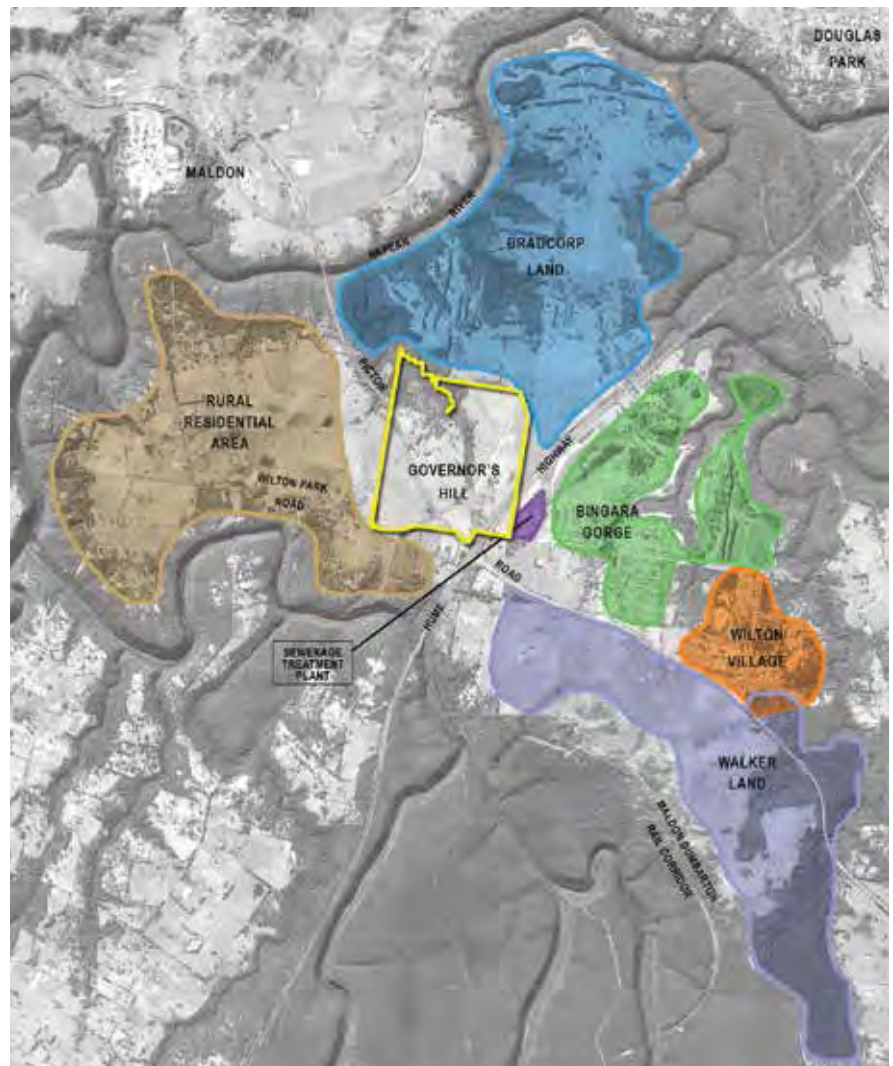 DOUGLAS
PARK
MALDON
NEPEAN RIVER
BRADCORP
LAND
PICTON
RURAL
RESIDENTIAL
AREA
WILTON PARK
ROAD
GOVERNOR'S
HILL
HIGHWAY
BINGARA
GORGE
ROAD
HUME
SEWERAGE
TREATMENT
PLANT
WILTON
VILLAGE
WALKER
LAND
MALDON DUMBARTON
RAIL CORRIDOR